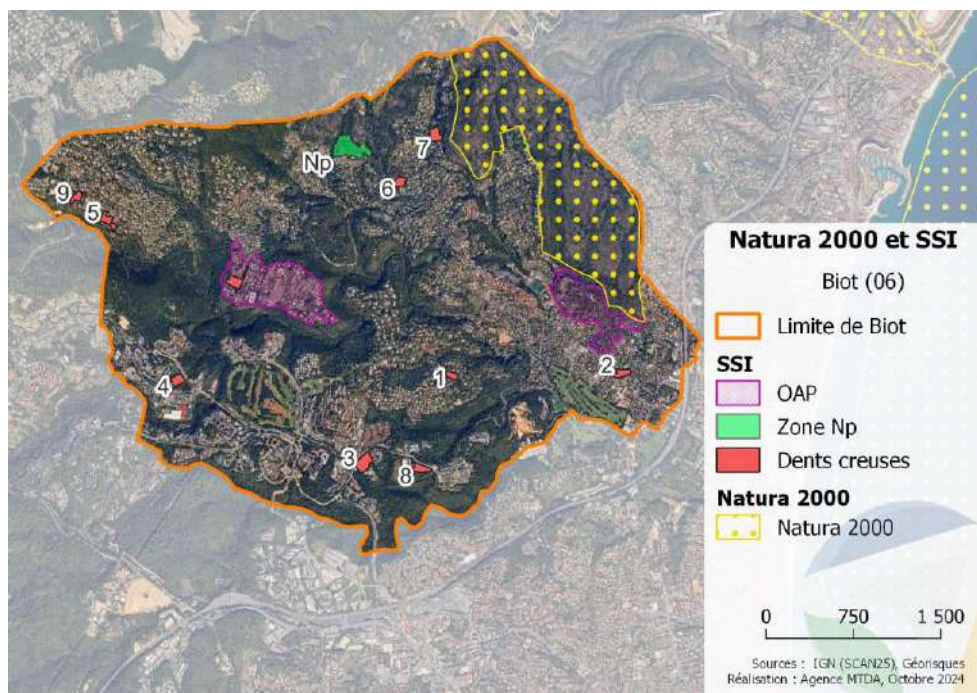 Np
7
6
9
5
4
1
2
3
8
Natura 2000 et SSI
Biot (06)
Limite de Biot
SSI
OAP
Zone Np
Dents creuses
Natura 2000
Natura 2000
0 750 1 500
Sources : IGN (SCAN25), Géorisques
Réalisation : Agence MTDA, Octobre 2024